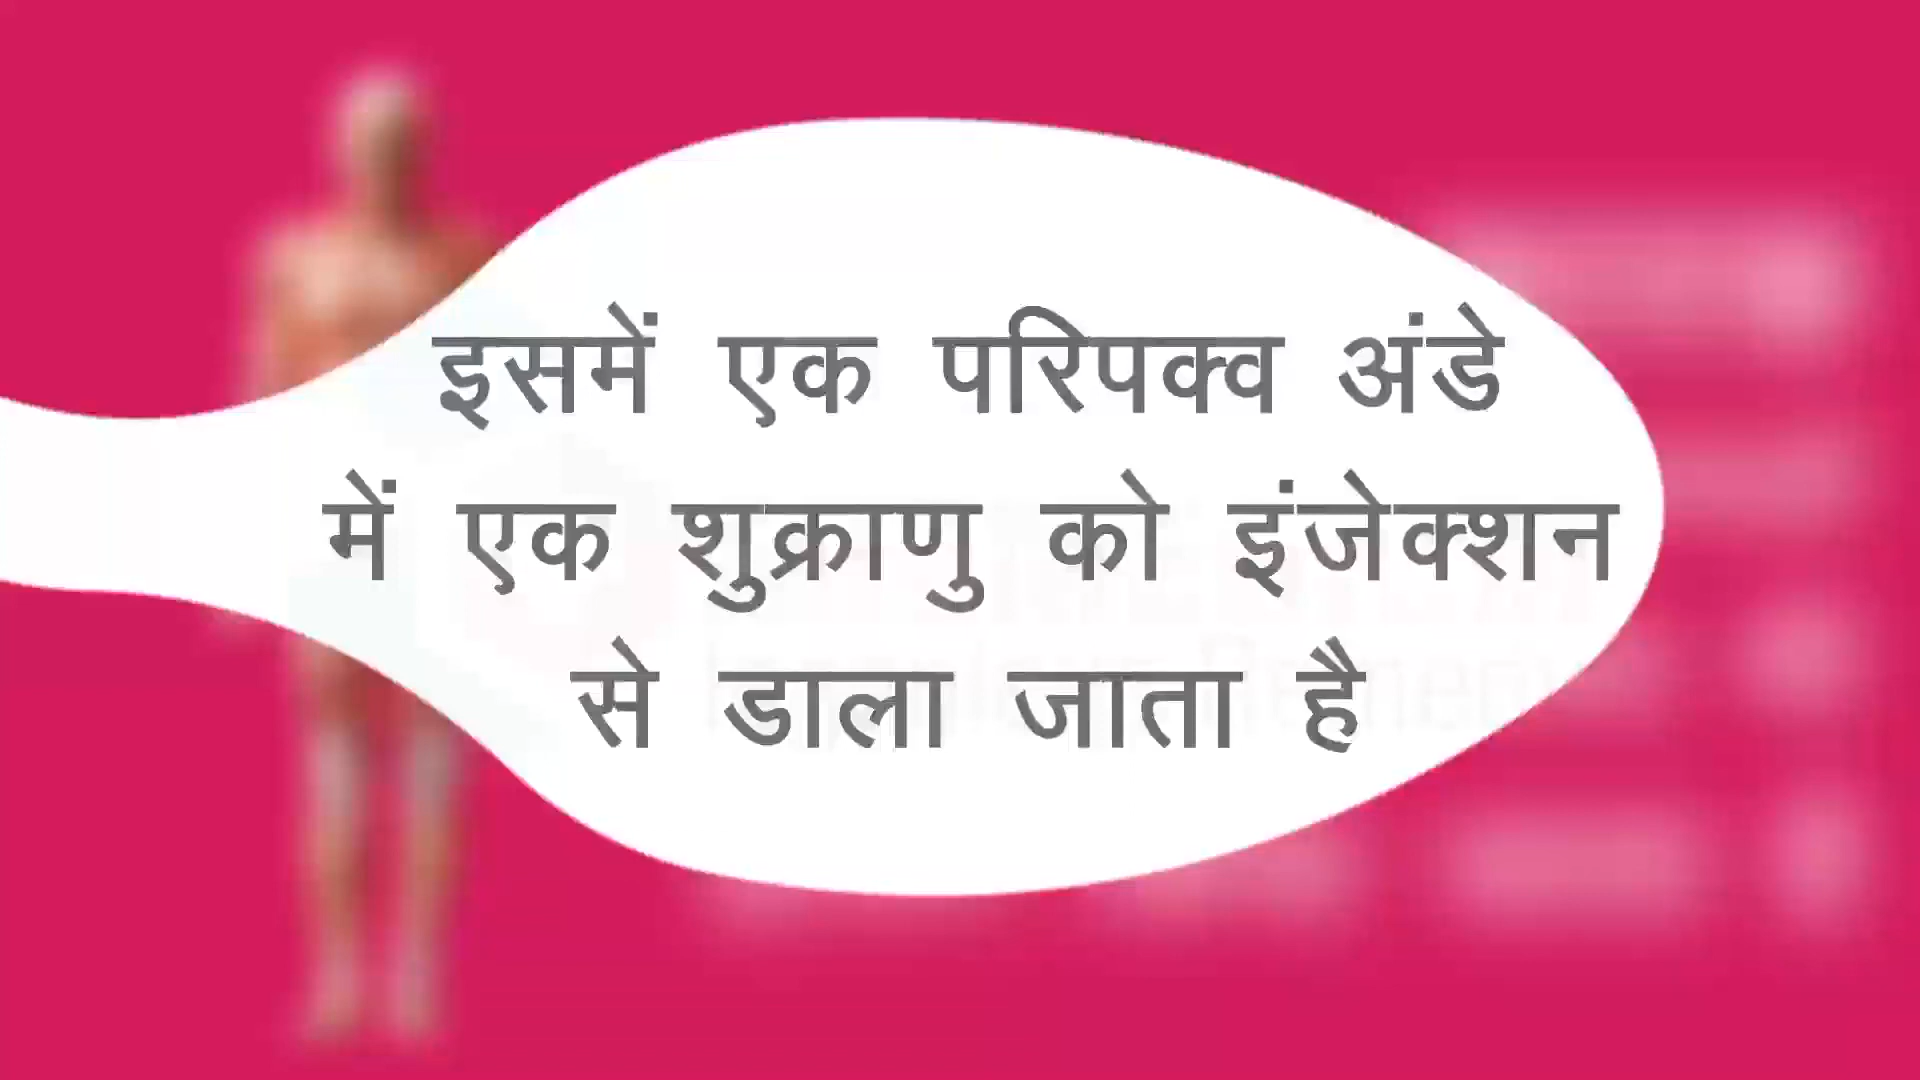 इसमें एक परिपक्व अंडे
में एक शुक्राणु को इंजेक्शन
से डाला जाता है